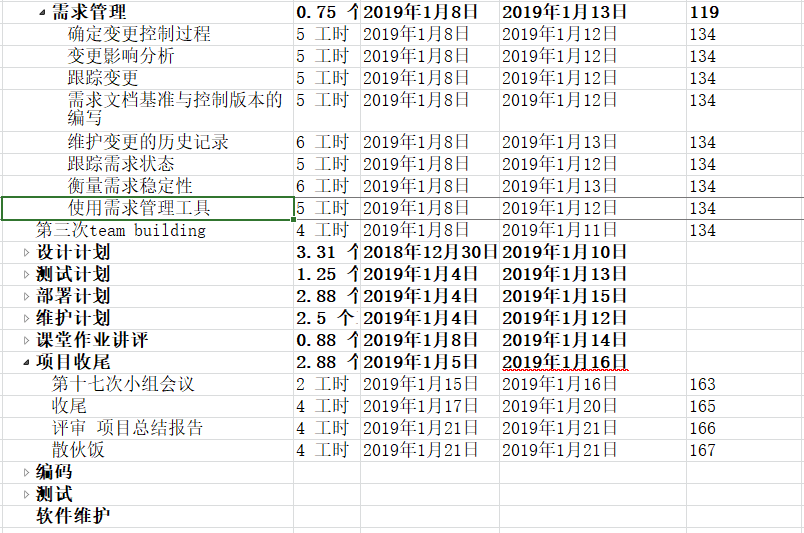 需求管理 0.75 个 2019年1月8日 2019年1月13日 119
确定变更控制过程 5 工时 2019年1月8日 2019年1月12日 134
变更影响分析 5 工时 2019年1月8日 2019年1月12日 134
跟踪变更 5 工时 2019年1月8日 2019年1月12日 134
需求文档基准与控制版本的 5 工时 2019年1月8日 2019年1月12日 134
编写
维护变更的历史记录 6 工时 2019年1月8日 2019年1月13日 134
跟踪需求状态 5 工时 2019年1月8日 2019年1月12日 134
衡量需求稳定性 6 工时 2019年1月8日 2019年1月13日 134
使用需求管理工具 5 工时 2019年1月8日 2019年1月12日 134
第三次team building 4 工时 2019年1月8日 2019年1月11日 134
设计计划 3.31 个 2018年12月30日 2019年1月10日
测试计划 1.25 个 2019年1月4日 2019年1月13日
部署计划 2.88 个 2019年1月4日 2019年1月15日
维护计划 2.5 个 2019年1月4日 2019年1月12日
课堂作业讲评 0.88 个 2019年1月8日 2019年1月14日
项目收尾 2.88 个 2019年1月5日 2019年1月16日
第十七次小组会议 2 工时 2019年1月15日 2019年1月16日 163
收尾 4 工时 2019年1月17日 2019年1月20日 165
评审 项目总结报告 4 工时 2019年1月21日 2019年1月21日 166
散伙饭 4 工时 2019年1月21日 2019年1月21日 167
编码
测试
软件维护